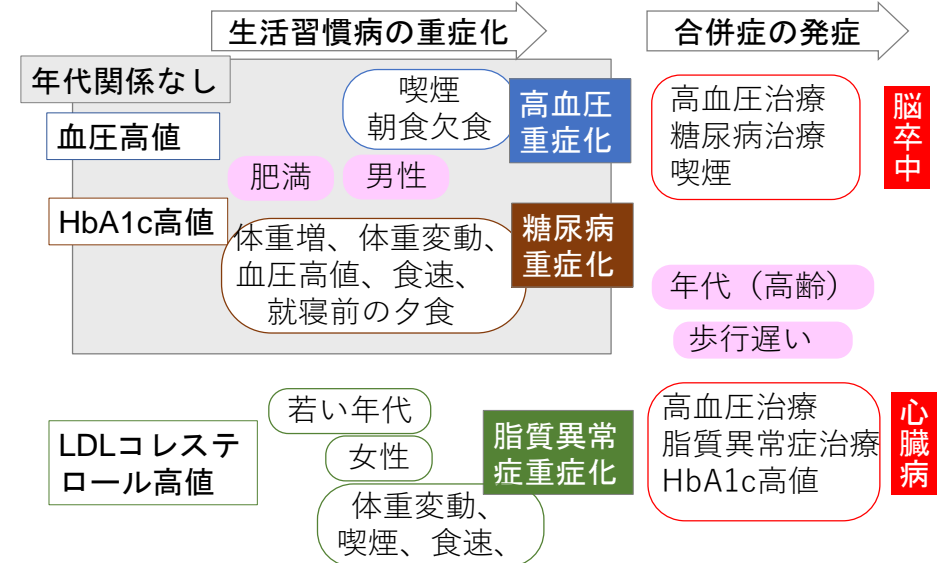 生活習慣病の重症化
合併症の発症
年代関係なし
血圧高値
喫煙
朝食欠食
高血圧
重症化
肥満
男性
HbA1c高値
体重増、体重変動、
血圧高値、食速、
就寝前の夕食
糖尿病
重症化
高血圧治療
糖尿病治療
喫煙
脳卒中
年代（高齢）
歩行遅い
LDLコレステ
ロール高値
若い年代
女性
体重変動、
喫煙、食速、
脂質異常
症重症化
高血圧治療
脂質異常症治療
HbA1c高値
心臓病